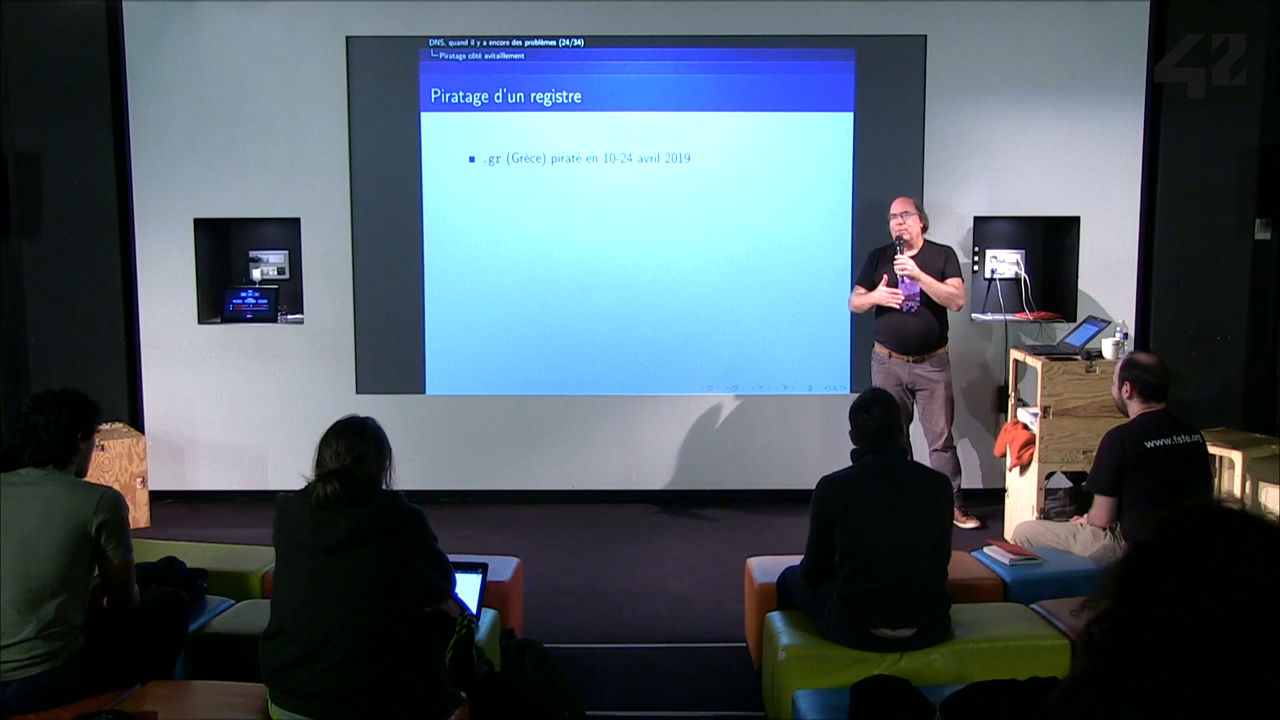 DNS, quand il y a encore des problèmes (24/34)
Piratage côté avitaillement
Piratage d'un registre
.gr (Grèce) piraté en 10-24 avril 2019
42
www.fsfe.org